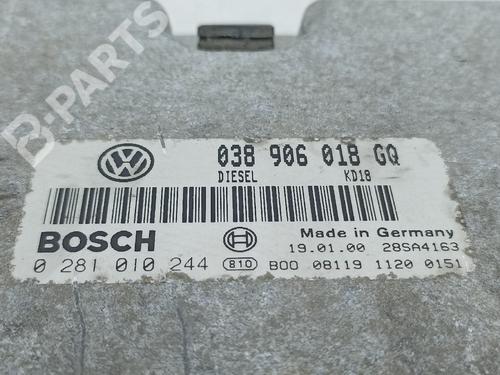 B-PARTS
038 906 018 GQ
DIESEL KD18
BOSCH
Made in Germany
19.01.00 28SA4163
0 281 010 244 810 B00 08119 1120 0151